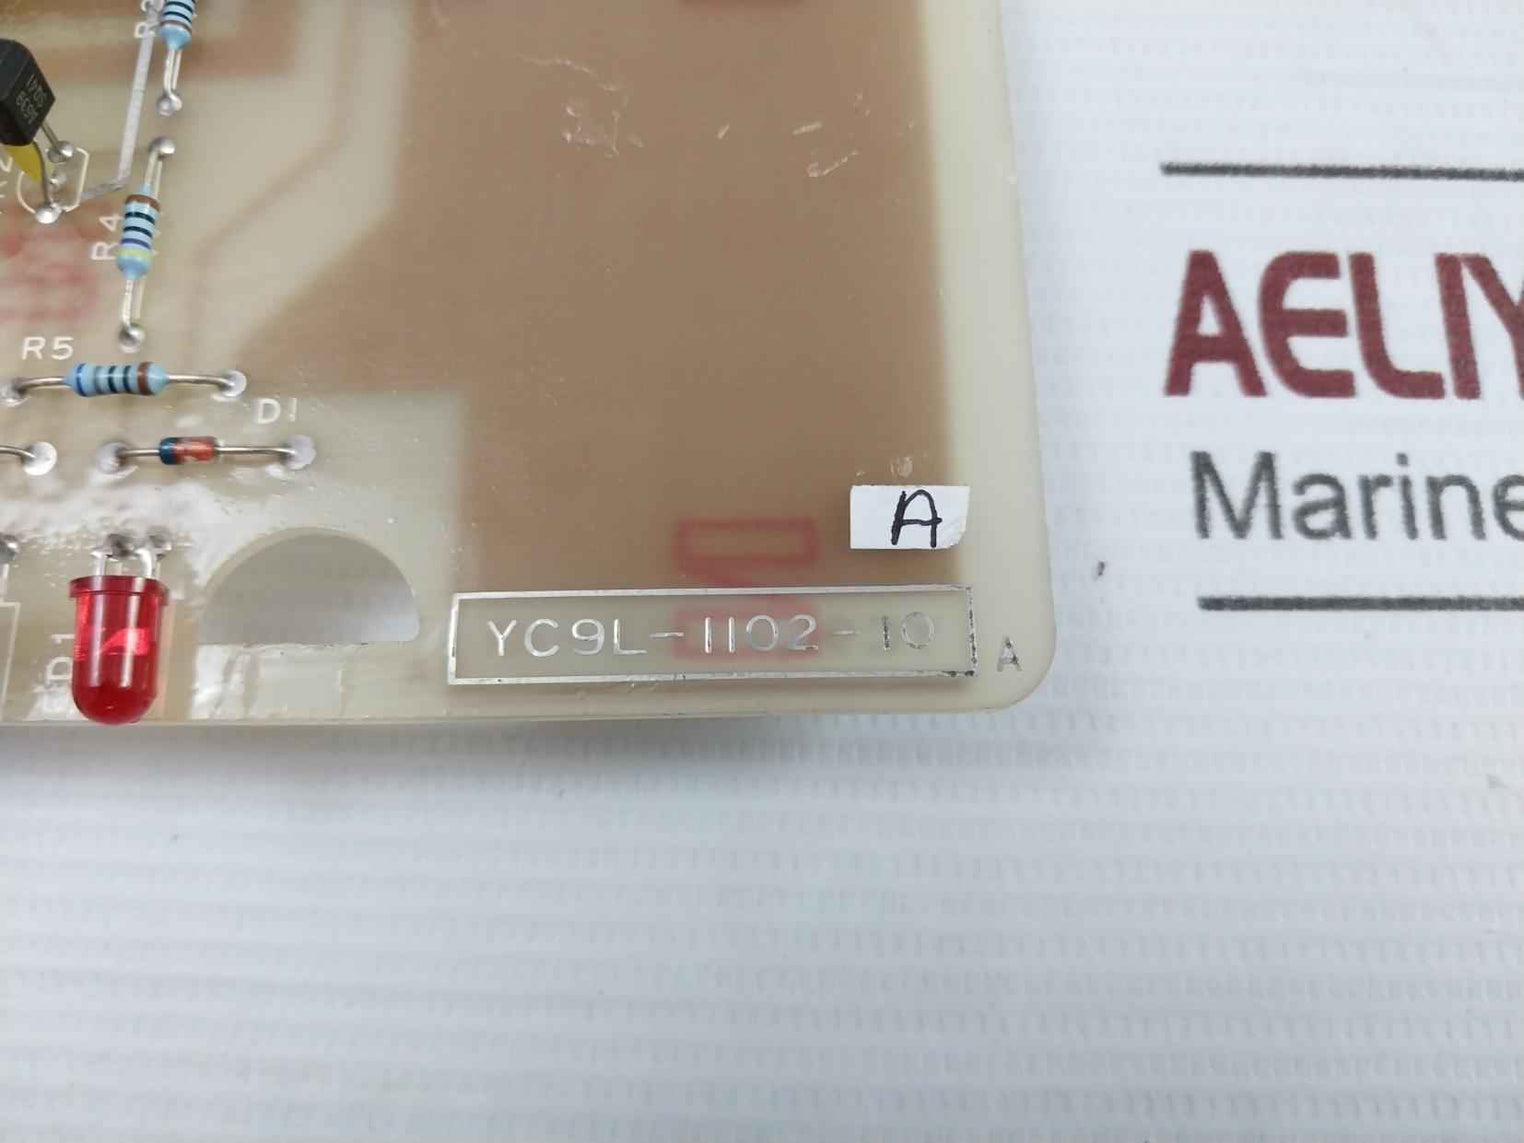 R4
R5
D1
A
YC9L-1102-10
A
AELIY
Marine